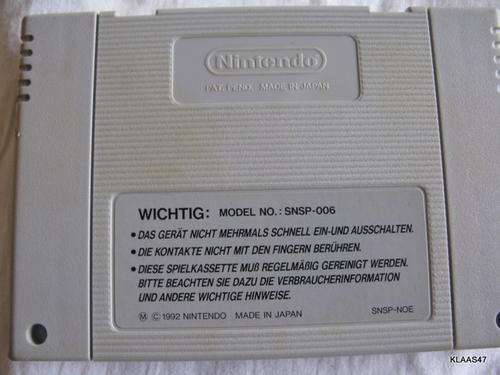 Nintendo
PAT. PEND. MADE IN JAPAN
WICHTIG: MODEL NO.: SNSP-006
• DAS GERÄT NICHT MEHRMALS SCHNELL EIN-UND AUSSCHALTEN.
• DIE KONTAKTE NICHT MIT DEN FINGERN BERÜHREN.
• DIESE SPIELKASSETTE MUß REGELMÄßIG GEREINIGT WERDEN.
BITTE BEACHTEN SIE DAZU DIE VERBRAUCHERINFORMATION
UND ANDERE WICHTIGE HINWEISE.
Ⓜ © 1992 NINTENDO MADE IN JAPAN SNSP-NOE
KLAAS47